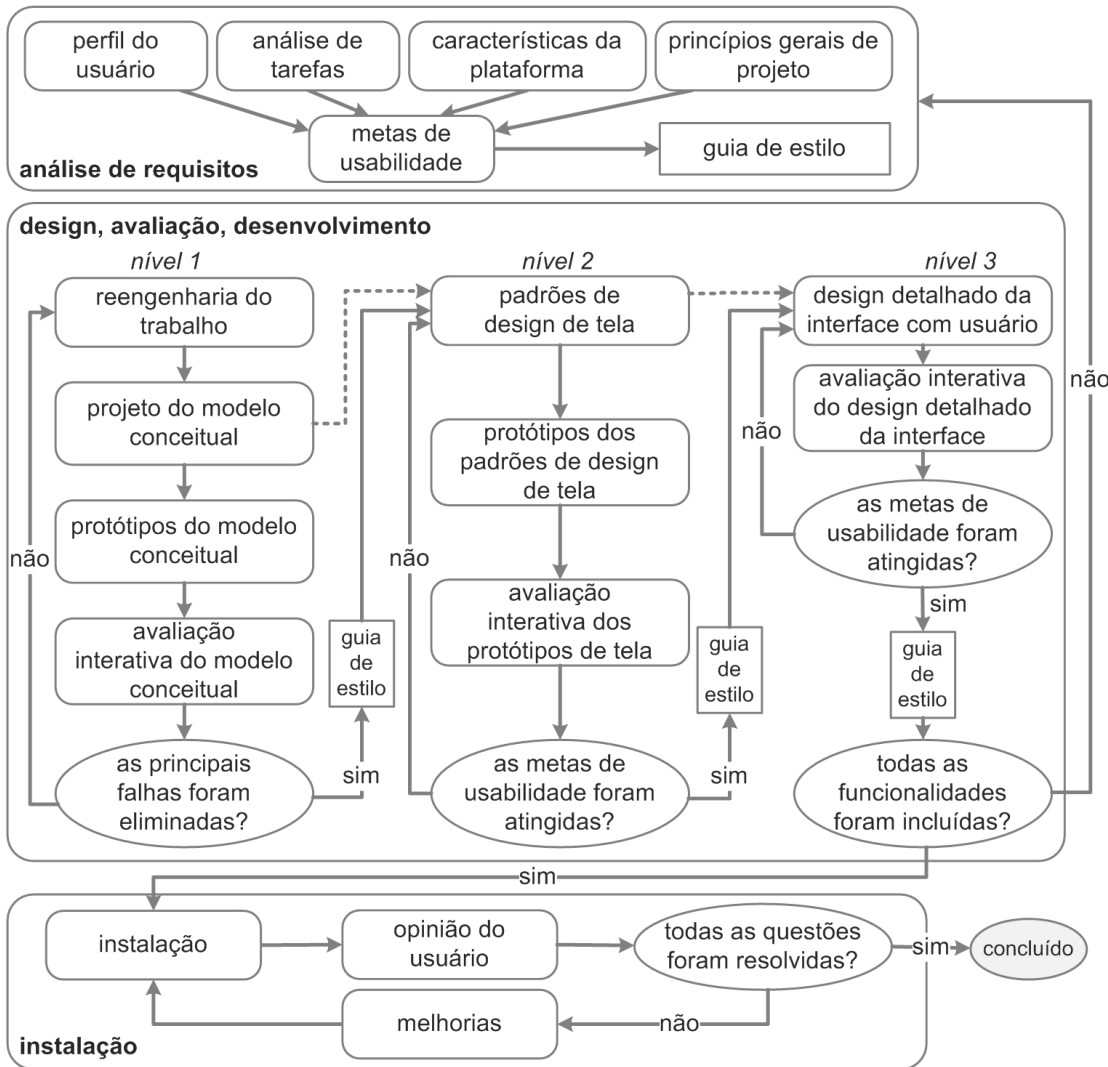 perfil do
usuário
análise de
tarefas
características da
plataforma
princípios gerais de
projeto
metas de
usabilidade
guia de estilo
análise de requisitos
design, avaliação, desenvolvimento
nível 1
reengenharia do
trabalho
projeto do modelo
conceitual
protótipos do modelo
conceitual
avaliação
interativa do modelo
conceitual
as principais
falhas foram
eliminadas?
não
sim
guia
de
estilo
nível 2
padrões de
design de tela
protótipos dos
padrões de design
de tela
avaliação
interativa dos
protótipos de tela
as metas de
usabilidade foram
atingidas?
não
sim
guia
de
estilo
nível 3
design detalhado da
interface com usuário
avaliação interativa
do design detalhado
da interface
as metas de
usabilidade foram
atingidas?
não
sim
guia
de
estilo
todas as
funcionalidades
foram incluídas?
não
sim
instalação
opinião do
usuário
todas as questões
foram resolvidas?
sim
concluído
não
melhorias
instalação